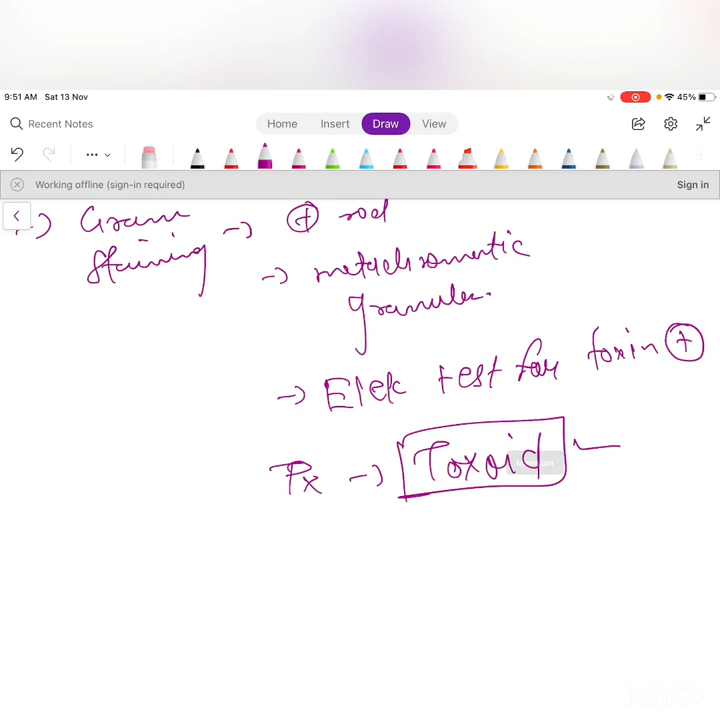 9:51 AM Sat 13 Nov
45%
Recent Notes
Home Insert Draw View
Working offline (sign-in required)
Sign in
Gram → + rod
Staining
→ metachromatic
granules.
→ Elek test for toxin +
Tx → Toxoid